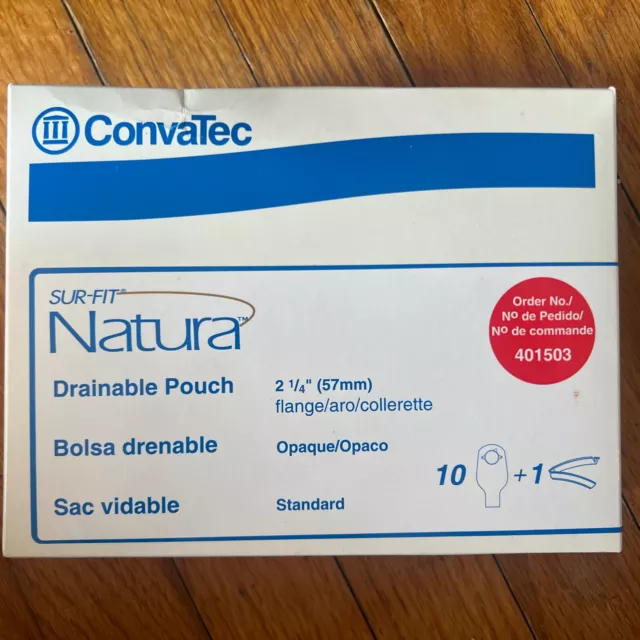 ConvaTec
SUR-FIT®
Natura™
Order No./
Nº de Pedido/
Nº de commande
401503
Drainable Pouch
2 1/4" (57mm)
flange/aro/collerette
Bolsa drenable
Opaque/Opaco
Sac vidable
Standard
10 +1